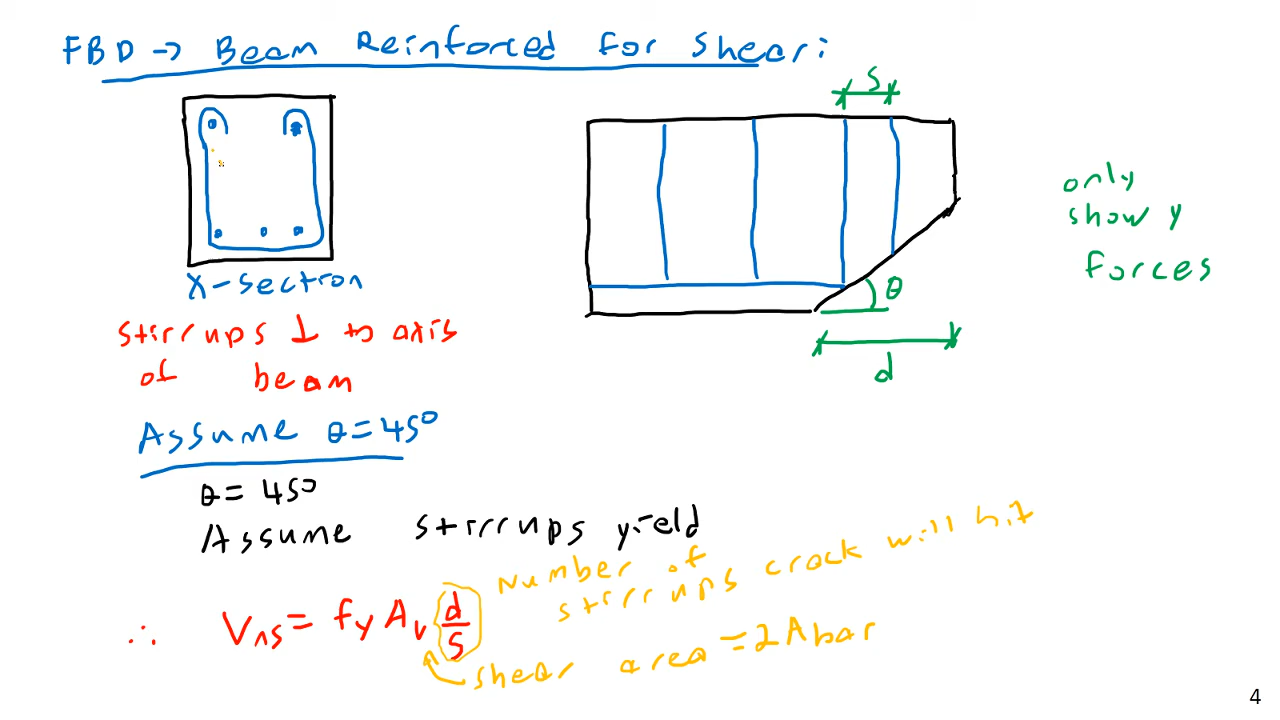 FBD → Beam Reinforced for Shear:
S
only
show y
forces
θ
d
X-section
stirrups ⊥ to axis
of beam
Assume θ=45°
θ=45°
Assume stirrups yield
Number of
stirrups crack will hit
∴ Vns = fy Av d/s
shear area = 2Abar
4